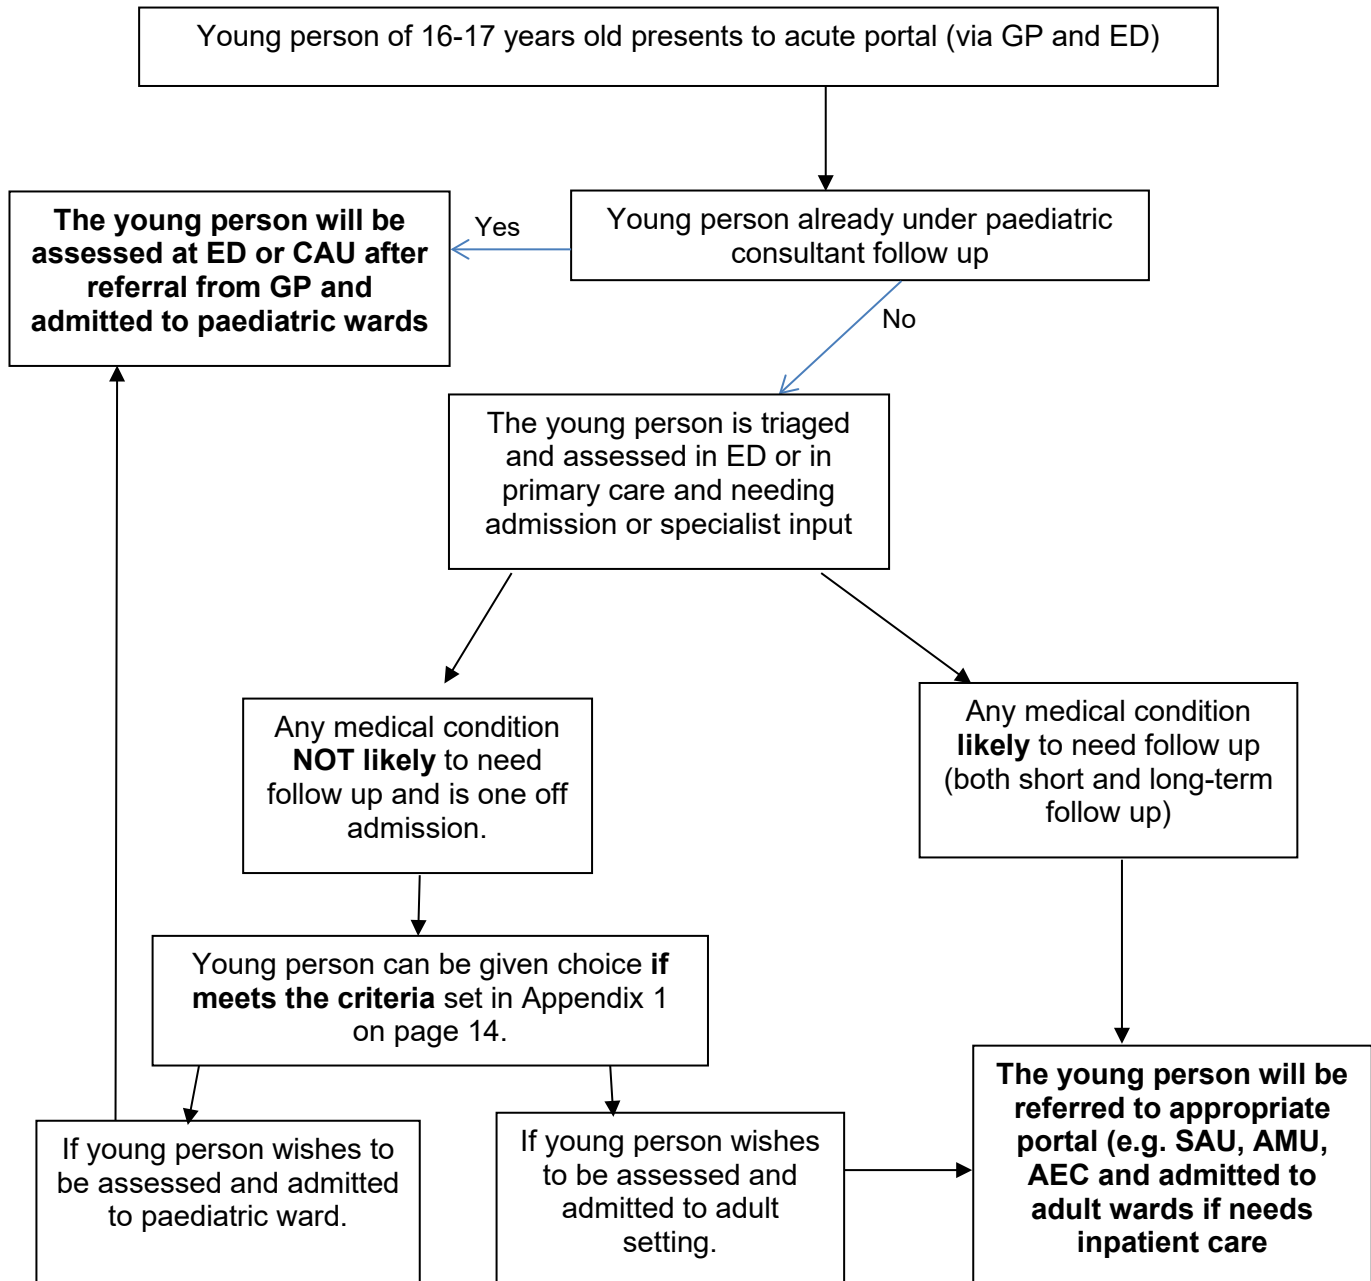 Young person of 16-17 years old presents to acute portal (via GP and ED)
The young person will be
assessed at ED or CAU after
referral from GP and
admitted to paediatric wards
Yes
Young person already under paediatric
consultant follow up
No
The young person is triaged
and assessed in ED or in
primary care and needing
admission or specialist input
Any medical condition
NOT likely to need
follow up and is one off
admission.
Any medical condition
likely to need follow up
(both short and long-term
follow up)
Young person can be given choice if
meets the criteria set in Appendix 1
on page 14.
If young person wishes to
be assessed and admitted
to paediatric ward.
If young person wishes
to be assessed and
admitted to adult
setting.
The young person will be
referred to appropriate
portal (e.g. SAU, AMU,
AEC and admitted to
adult wards if needs
inpatient care